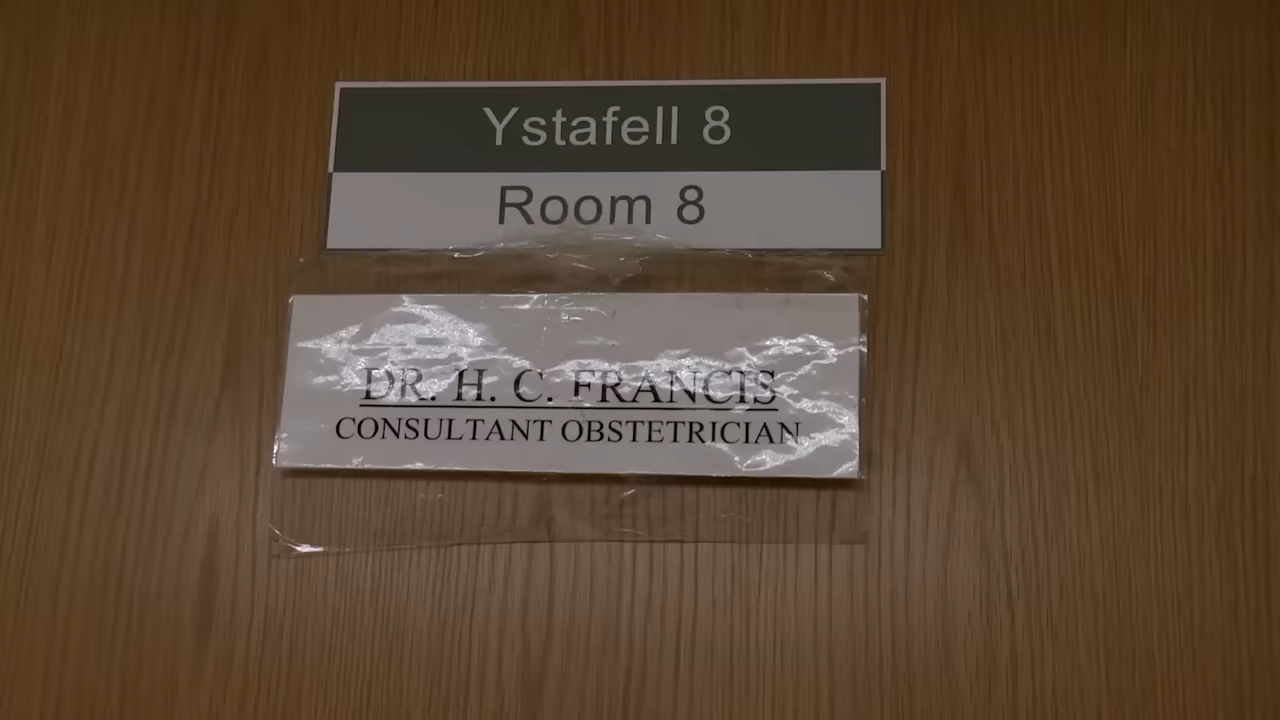 Ystafell 8
Room 8
DR. H. C. FRANCIS
CONSULTANT OBSTETRICIAN